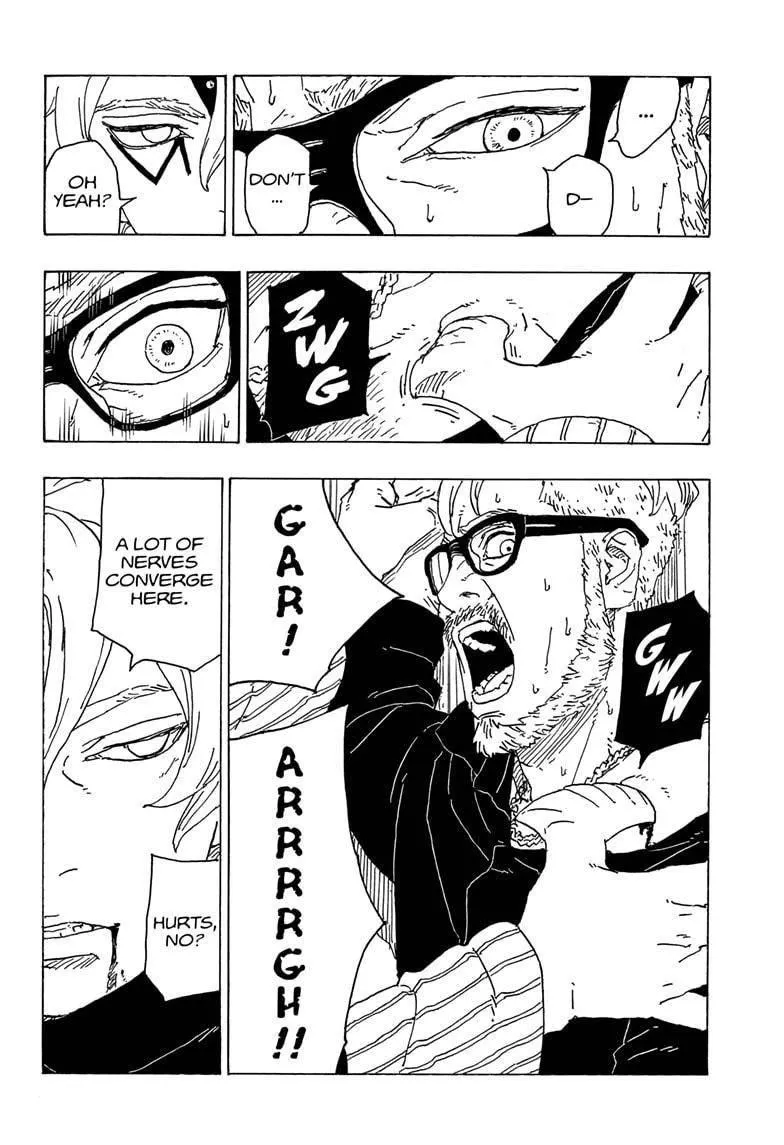 ...
D-
DON'T
...
OH
YEAH?
ZWG
A LOT OF
NERVES
CONVERGE
HERE.
HURTS,
NO?
GAR!
ARRRRGH!!
GWW